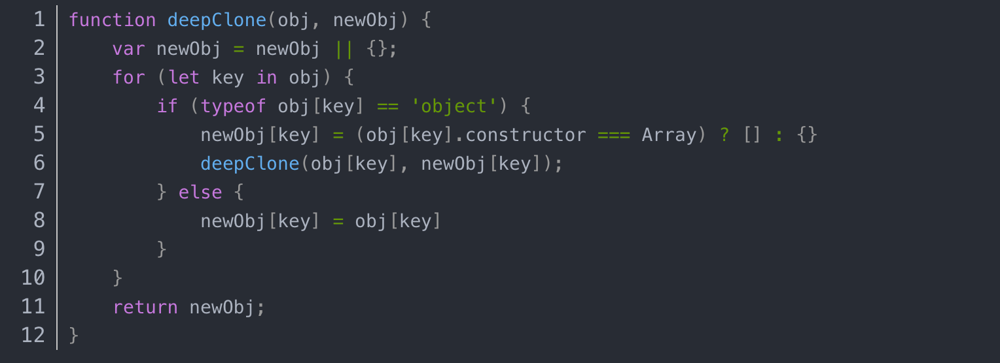 1 function deepClone(obj, newObj) {
2     var newObj = newObj || {};
3     for (let key in obj) {
4         if (typeof obj[key] == 'object') {
5             newObj[key] = (obj[key].constructor === Array) ? [] : {}
6             deepClone(obj[key], newObj[key]);
7         } else {
8             newObj[key] = obj[key]
9         }
10     }
11     return newObj;
12 }